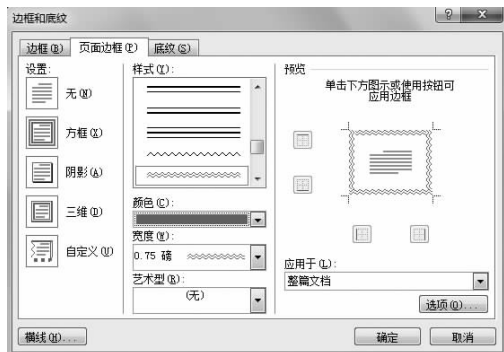 边框和底纹
边框(B)
页面边框(P)
底纹(S)
设置:
无(N)
方框(X)
阴影(A)
三维(D)
自定义(U)
样式(Y):
颜色(C):
宽度(W):
0.75 磅
艺术型(R):
(无)
预览
单击下方图示或使用按钮可
应用边框
应用于(L):
整篇文档
选项(O)...
横线(H)...
确定
取消